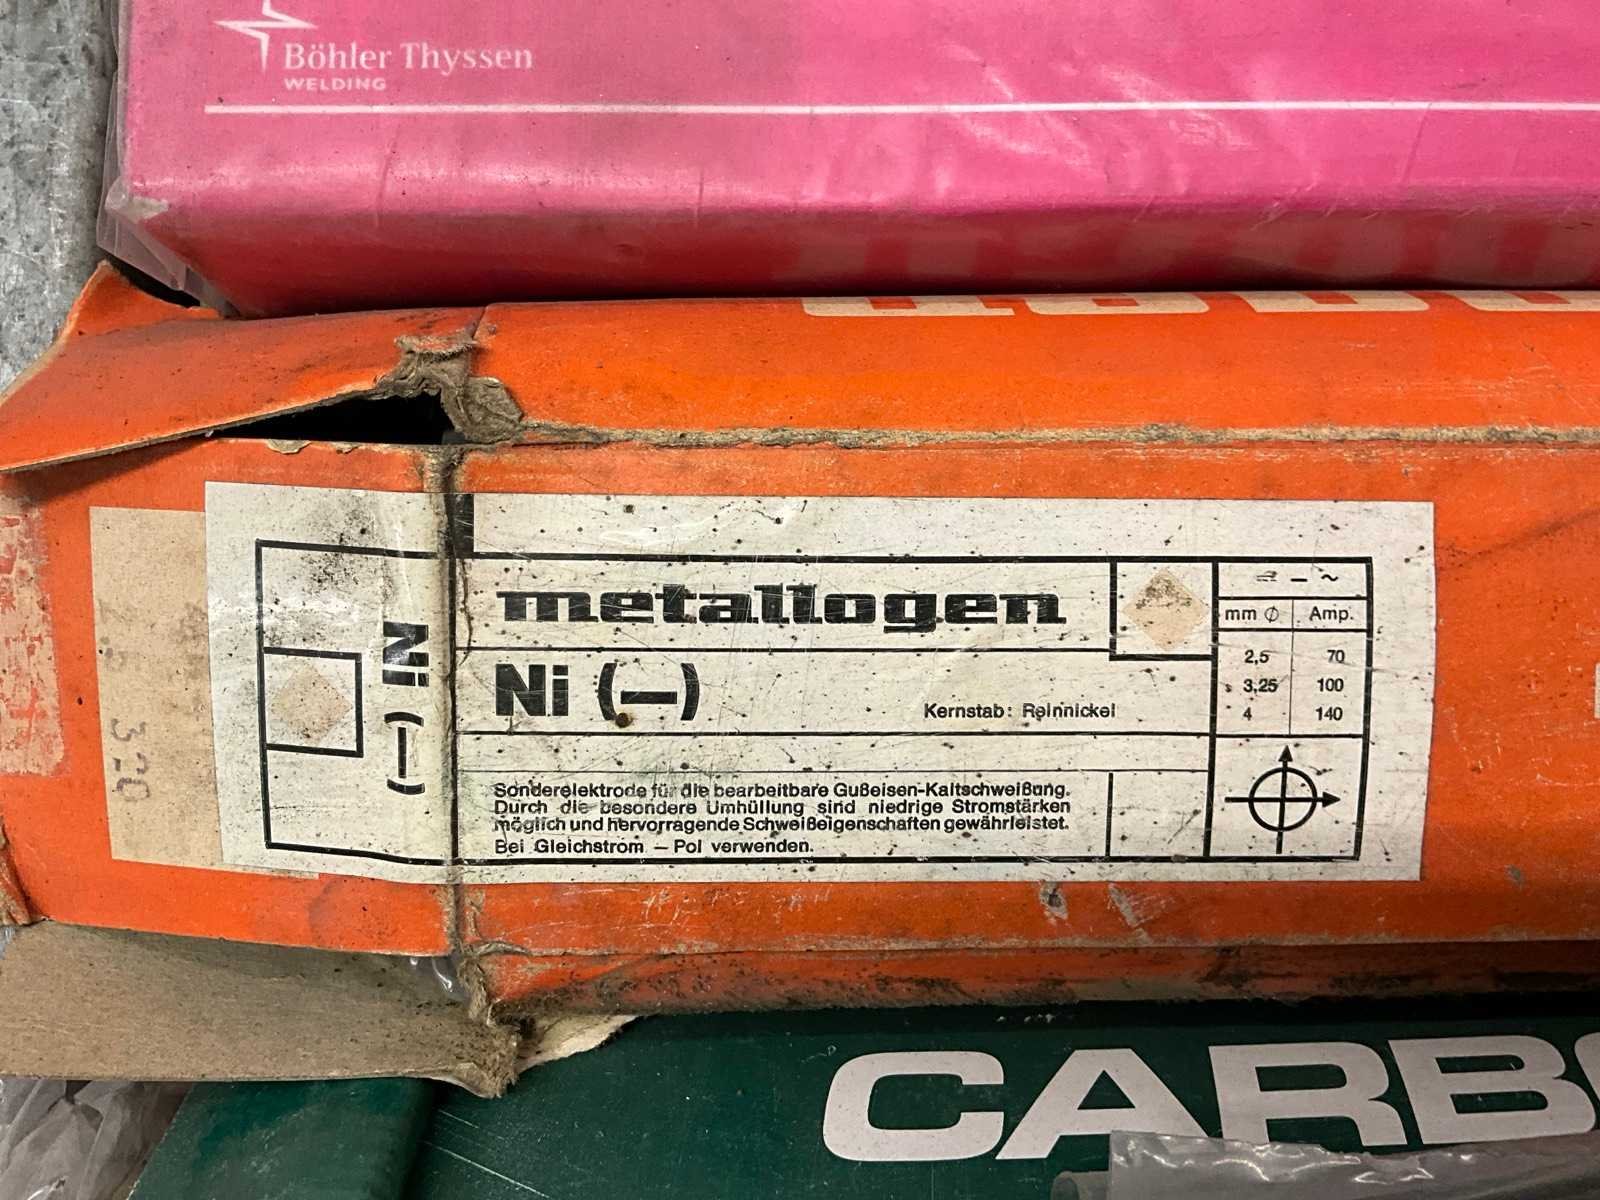 Böhler Thyssen
WELDING
metallogen
Ni (—)
Ni (—)
Kernstab: Reinnickel
= – ~
mm ∅ Amp.
2,5 70
3,25 100
4 140
Sonderelektrode für die bearbeitbare Gußeisen-Kaltschweißung.
Durch die besondere Umhüllung sind niedrige Stromstärken
möglich und hervorragende Schweißeigenschaften gewährleistet.
Bei Gleichstrom — Pol verwenden.
CARBO